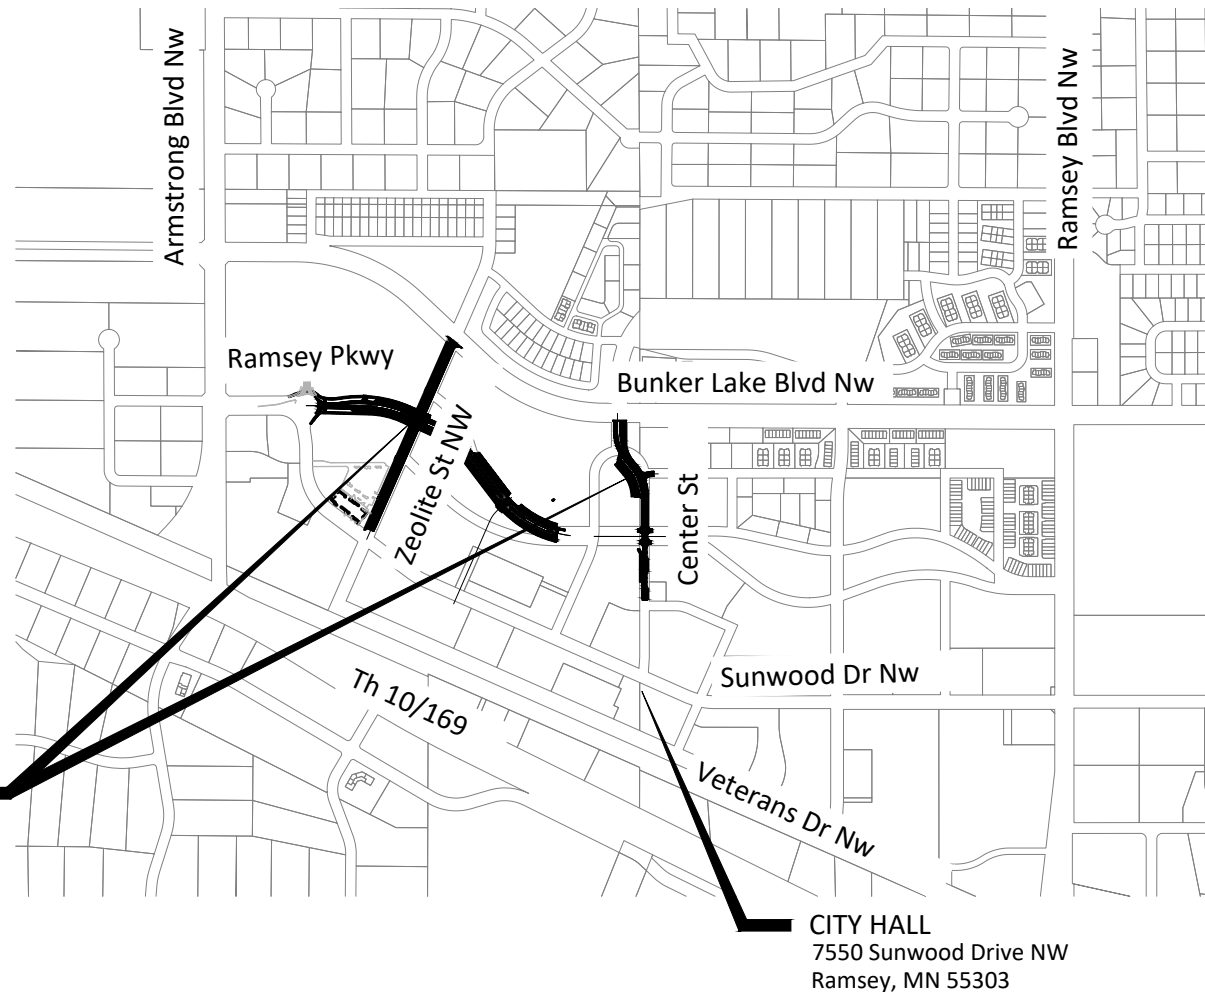 Armstrong Blvd Nw
Ramsey Blvd Nw
Ramsey Pkwy
Bunker Lake Blvd Nw
Zeolite St NW
Center St
Sunwood Dr Nw
Th 10/169
Veterans Dr Nw
CITY HALL
7550 Sunwood Drive NW
Ramsey, MN 55303